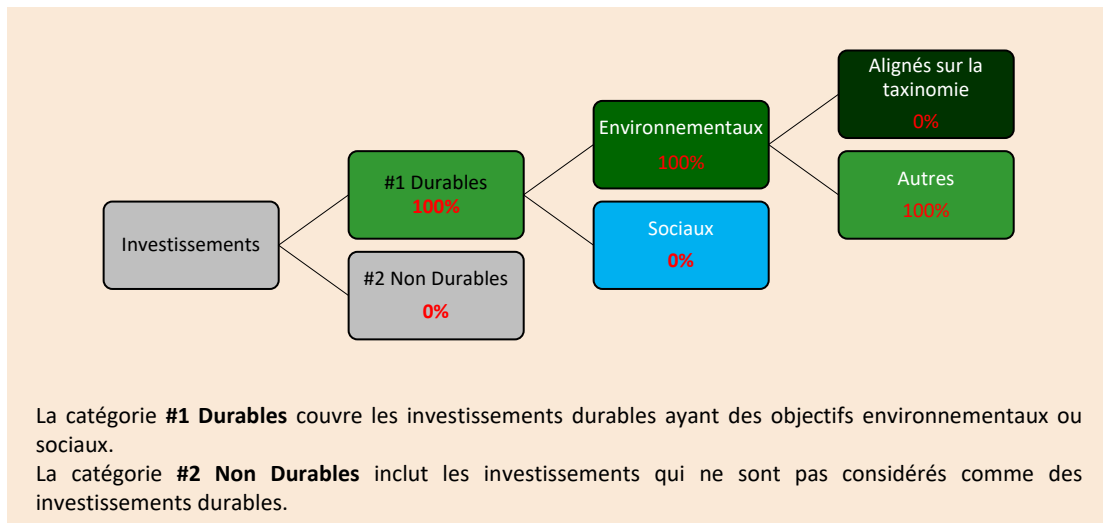 Investissements
#1 Durables
100%
#2 Non Durables
0%
Environnementaux
100%
Sociaux
0%
Alignés sur la
taxinomie
0%
Autres
100%
La catégorie #1 Durables couvre les investissements durables ayant des objectifs environnementaux ou
sociaux.
La catégorie #2 Non Durables inclut les investissements qui ne sont pas considérés comme des
investissements durables.